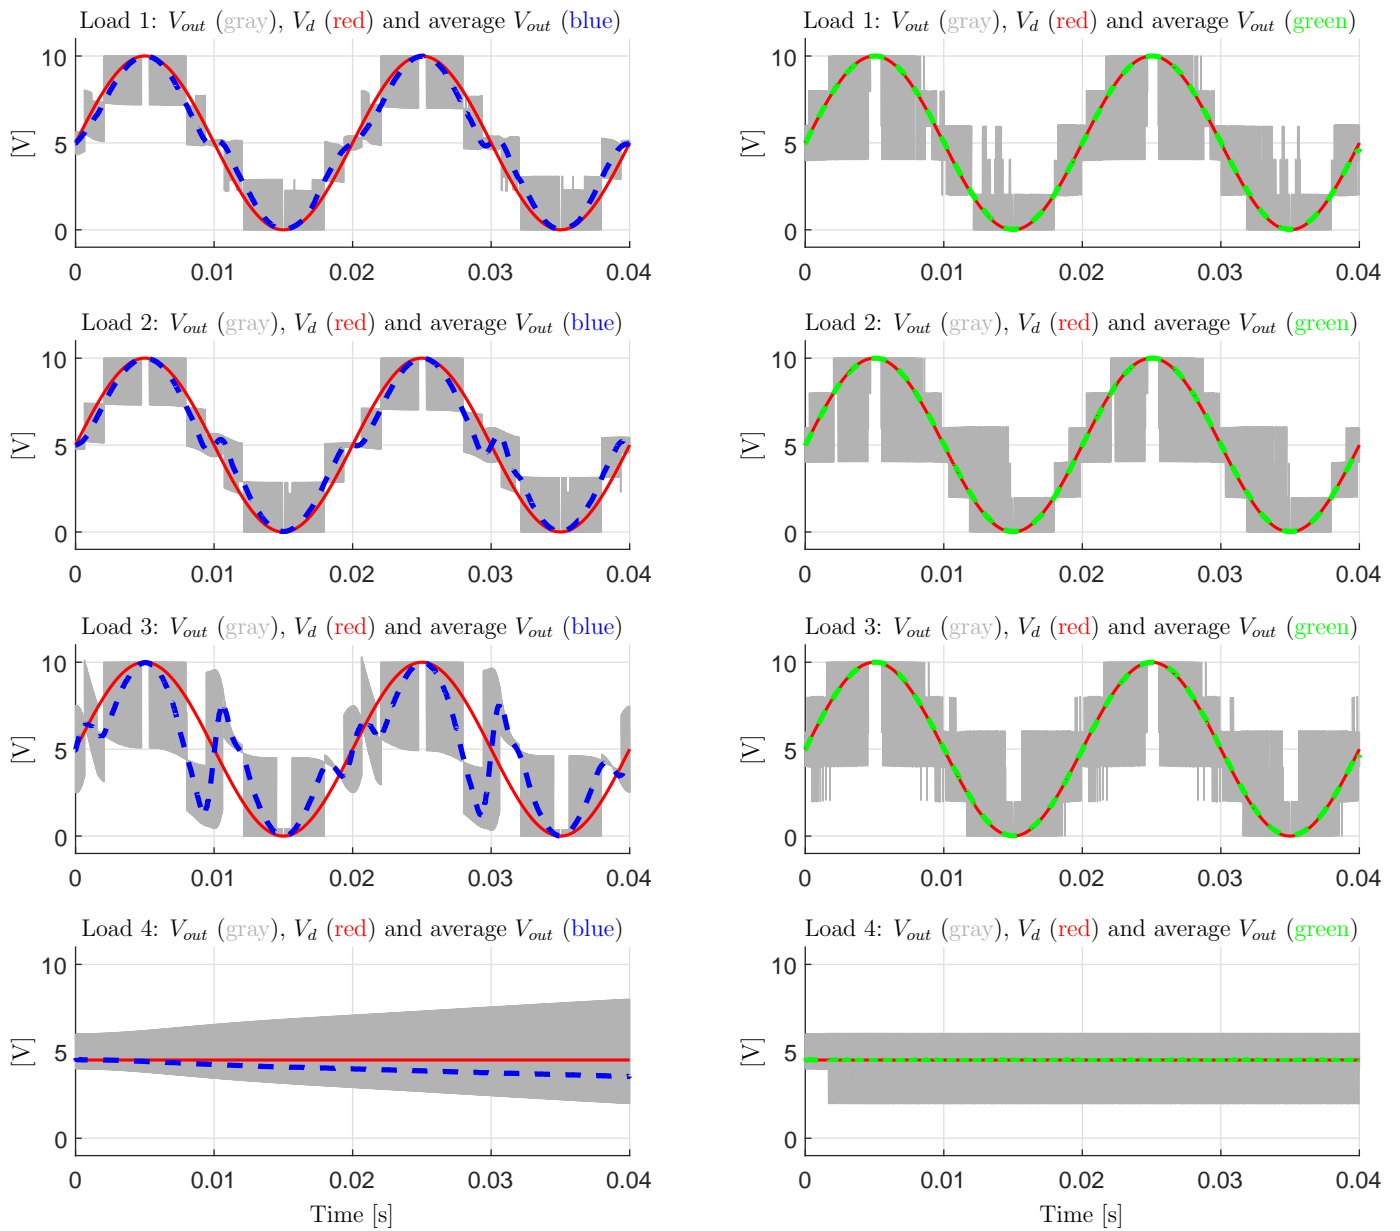 Load 1: Vout (gray), Vd (red) and average Vout (blue)
10
5
0
[V]
0 0.01 0.02 0.03 0.04
Load 1: Vout (gray), Vd (red) and average Vout (green)
10
5
0
[V]
0 0.01 0.02 0.03 0.04
Load 2: Vout (gray), Vd (red) and average Vout (blue)
10
5
0
[V]
0 0.01 0.02 0.03 0.04
Load 2: Vout (gray), Vd (red) and average Vout (green)
10
5
0
[V]
0 0.01 0.02 0.03 0.04
Load 3: Vout (gray), Vd (red) and average Vout (blue)
10
5
0
[V]
0 0.01 0.02 0.03 0.04
Load 3: Vout (gray), Vd (red) and average Vout (green)
10
5
0
[V]
0 0.01 0.02 0.03 0.04
Load 4: Vout (gray), Vd (red) and average Vout (blue)
10
5
0
[V]
0 0.01 0.02 0.03 0.04
Time [s]
Load 4: Vout (gray), Vd (red) and average Vout (green)
10
5
0
[V]
0 0.01 0.02 0.03 0.04
Time [s]